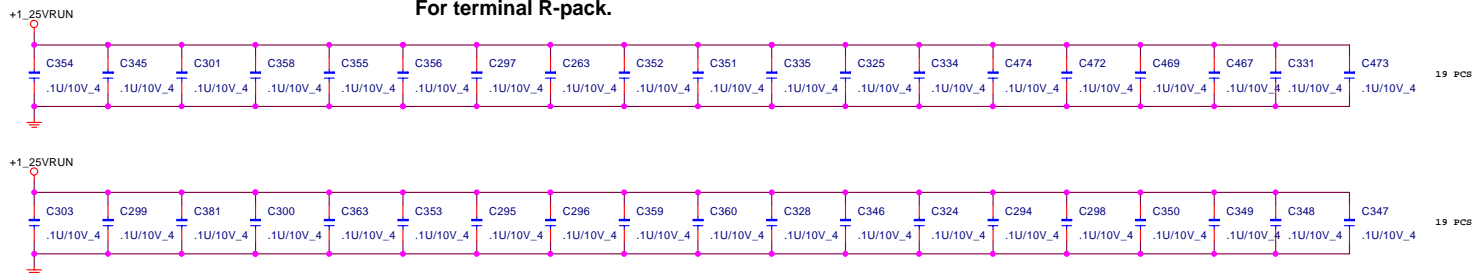 For terminal R-pack.
+1_25VRUN
C354 C345 C301 C358 C355 C356 C297 C263 C352 C351 C335 C325 C334 C474 C472 C469 C467 C331 C473
19 PCS
.1U/10V_4 .1U/10V_4 .1U/10V_4 .1U/10V_4 .1U/10V_4 .1U/10V_4 .1U/10V_4 .1U/10V_4 .1U/10V_4 .1U/10V_4 .1U/10V_4 .1U/10V_4 .1U/10V_4 .1U/10V_4 .1U/10V_4 .1U/10V_4 .1U/10V_4 .1U/10V_4 .1U/10V_4
+1_25VRUN
C303 C299 C381 C300 C363 C353 C295 C296 C359 C360 C328 C346 C324 C294 C298 C350 C349 C348 C347
19 PCS
.1U/10V_4 .1U/10V_4 .1U/10V_4 .1U/10V_4 .1U/10V_4 .1U/10V_4 .1U/10V_4 .1U/10V_4 .1U/10V_4 .1U/10V_4 .1U/10V_4 .1U/10V_4 .1U/10V_4 .1U/10V_4 .1U/10V_4 .1U/10V_4 .1U/10V_4 .1U/10V_4 .1U/10V_4